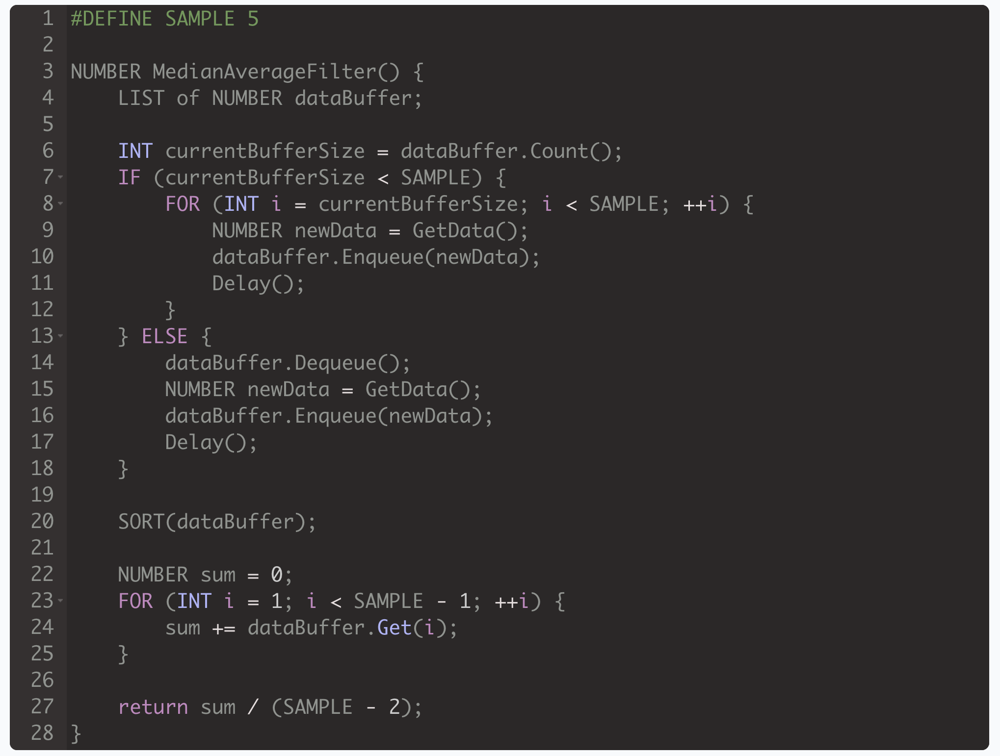 1 #DEFINE SAMPLE 5
2
3 NUMBER MedianAverageFilter() {
4     LIST of NUMBER dataBuffer;
5
6     INT currentBufferSize = dataBuffer.Count();
7     IF (currentBufferSize < SAMPLE) {
8         FOR (INT i = currentBufferSize; i < SAMPLE; ++i) {
9             NUMBER newData = GetData();
10             dataBuffer.Enqueue(newData);
11             Delay();
12         }
13     } ELSE {
14         dataBuffer.Dequeue();
15         NUMBER newData = GetData();
16         dataBuffer.Enqueue(newData);
17         Delay();
18     }
19
20     SORT(dataBuffer);
21
22     NUMBER sum = 0;
23     FOR (INT i = 1; i < SAMPLE - 1; ++i) {
24         sum += dataBuffer.Get(i);
25     }
26
27     return sum / (SAMPLE - 2);
28 }